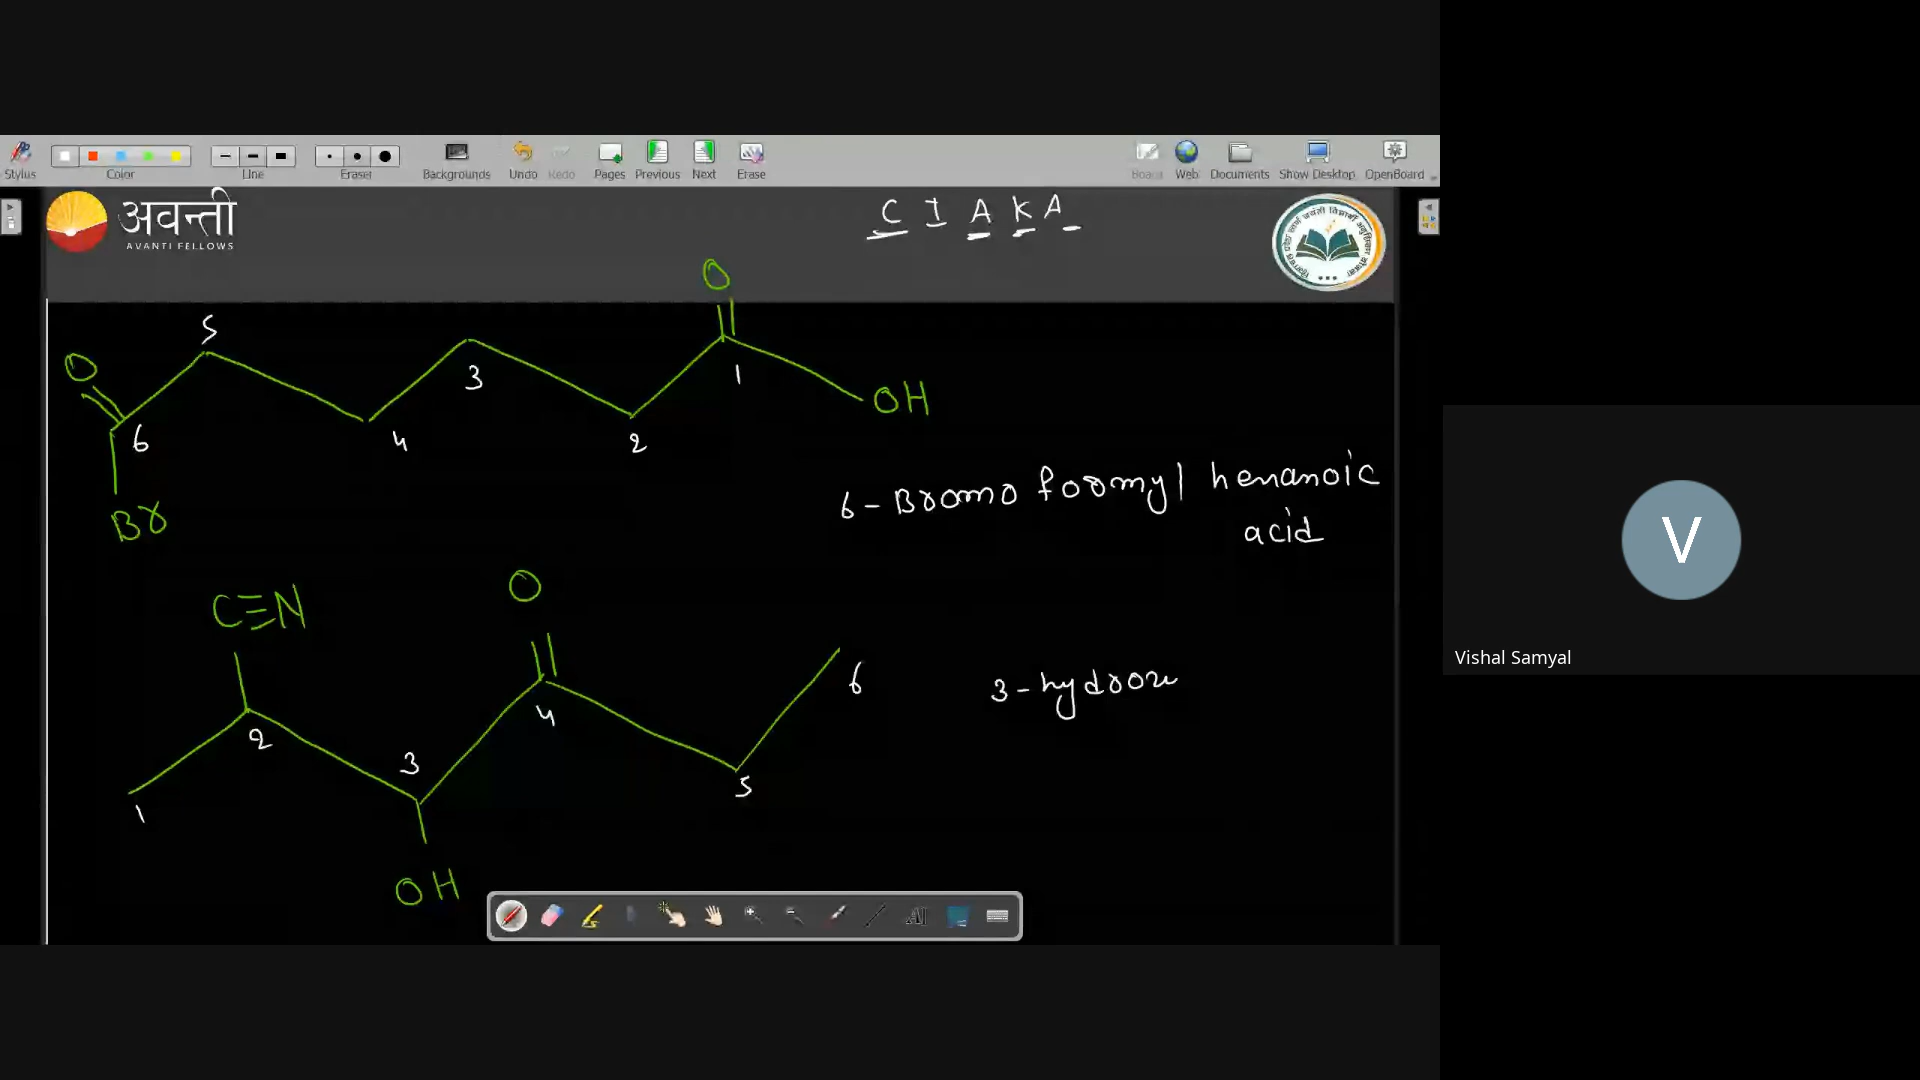 Stylus
Color
Line
Eraser
Backgrounds
Undo
Redo
Pages
Previous
Next
Erase
Board
Web
Documents
Show Desktop
OpenBoard
अवन्ती
AVANTI FELLOWS
C I A K A
O
5
O
3
1
OH
6
4
2
Br
6-Bromo formyl henanoic
acid
C≡N
O
6
3-hydrox
4
2
3
5
1
OH
V
Vishal Samyal